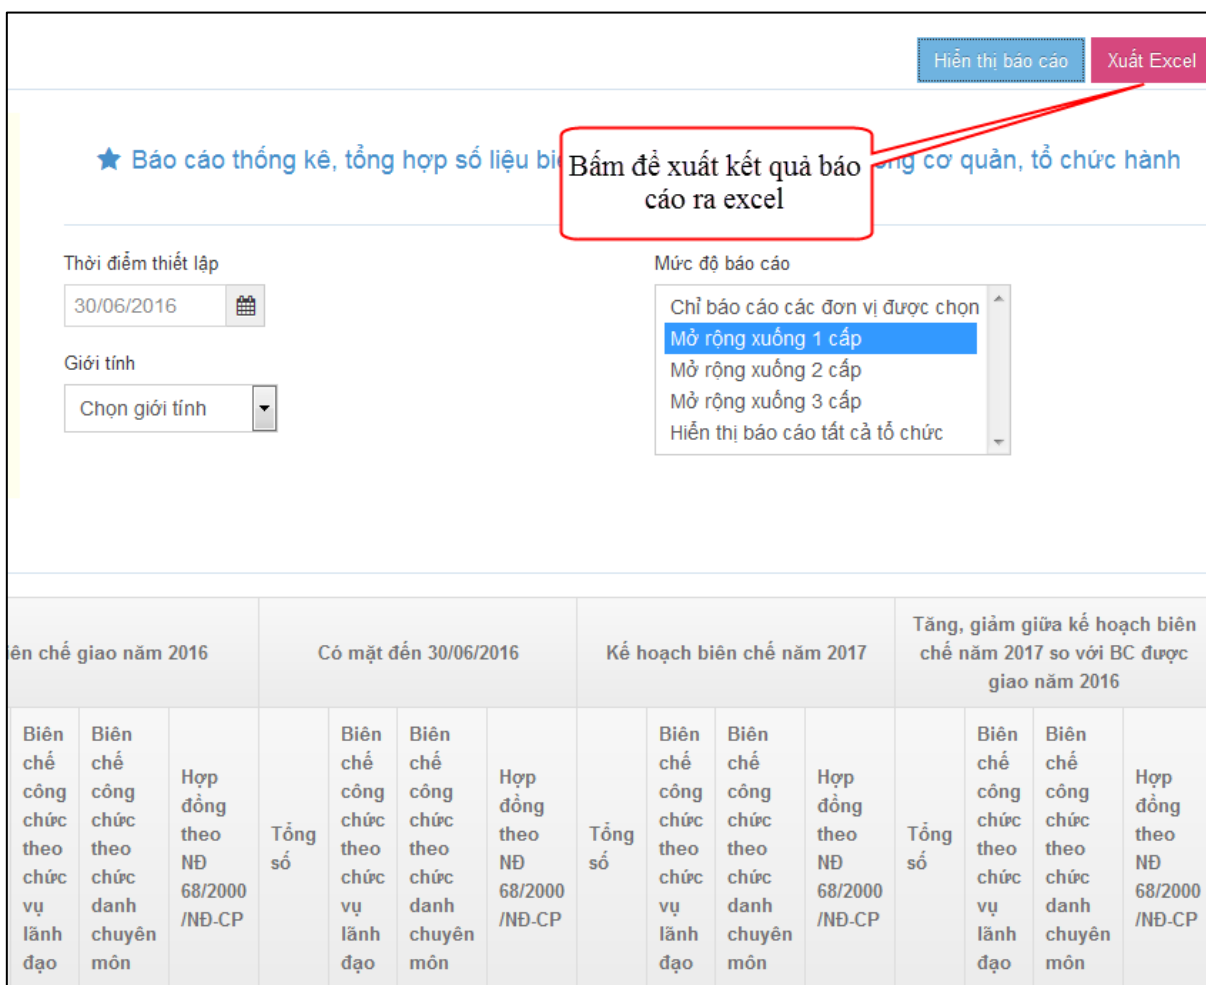 Hiển thị báo cáo
Xuất Excel
Báo cáo thống kê, tổng hợp số liệu
cơ quản, tổ chức hành
Bấm để xuất kết quả báo
cáo ra excel
Thời điểm thiết lập
30/06/2016
Giới tính
Chọn giới tính
Mức độ báo cáo
Chỉ báo cáo các đơn vị được chọn
Mở rộng xuống 1 cấp
Mở rộng xuống 2 cấp
Mở rộng xuống 3 cấp
Hiển thị báo cáo tất cả tổ chức
chế giao năm 2016
Có mặt đến 30/06/2016
Kế hoạch biên chế năm 2017
Tăng, giảm giữa kế hoạch biên
chế năm 2017 so với BC được
giao năm 2016
Biên
chế
công
chức
theo
chức
vụ
lãnh
đạo
Biên
chế
công
chức
theo
chức
danh
chuyên
môn
Hợp
đồng
theo
NĐ
68/2000
/NĐ-CP
Tổng
số
Biên
chế
công
chức
theo
chức
vụ
lãnh
đạo
Biên
chế
công
chức
theo
chức
danh
chuyên
môn
Hợp
đồng
theo
NĐ
68/2000
/NĐ-CP
Tổng
số
Biên
chế
công
chức
theo
chức
vụ
lãnh
đạo
Biên
chế
công
chức
theo
chức
danh
chuyên
môn
Hợp
đồng
theo
NĐ
68/2000
/NĐ-CP
Tổng
số
Biên
chế
công
chức
theo
chức
vụ
lãnh
đạo
Biên
chế
công
chức
theo
chức
danh
chuyên
môn
Hợp
đồng
theo
NĐ
68/2000
/NĐ-CP